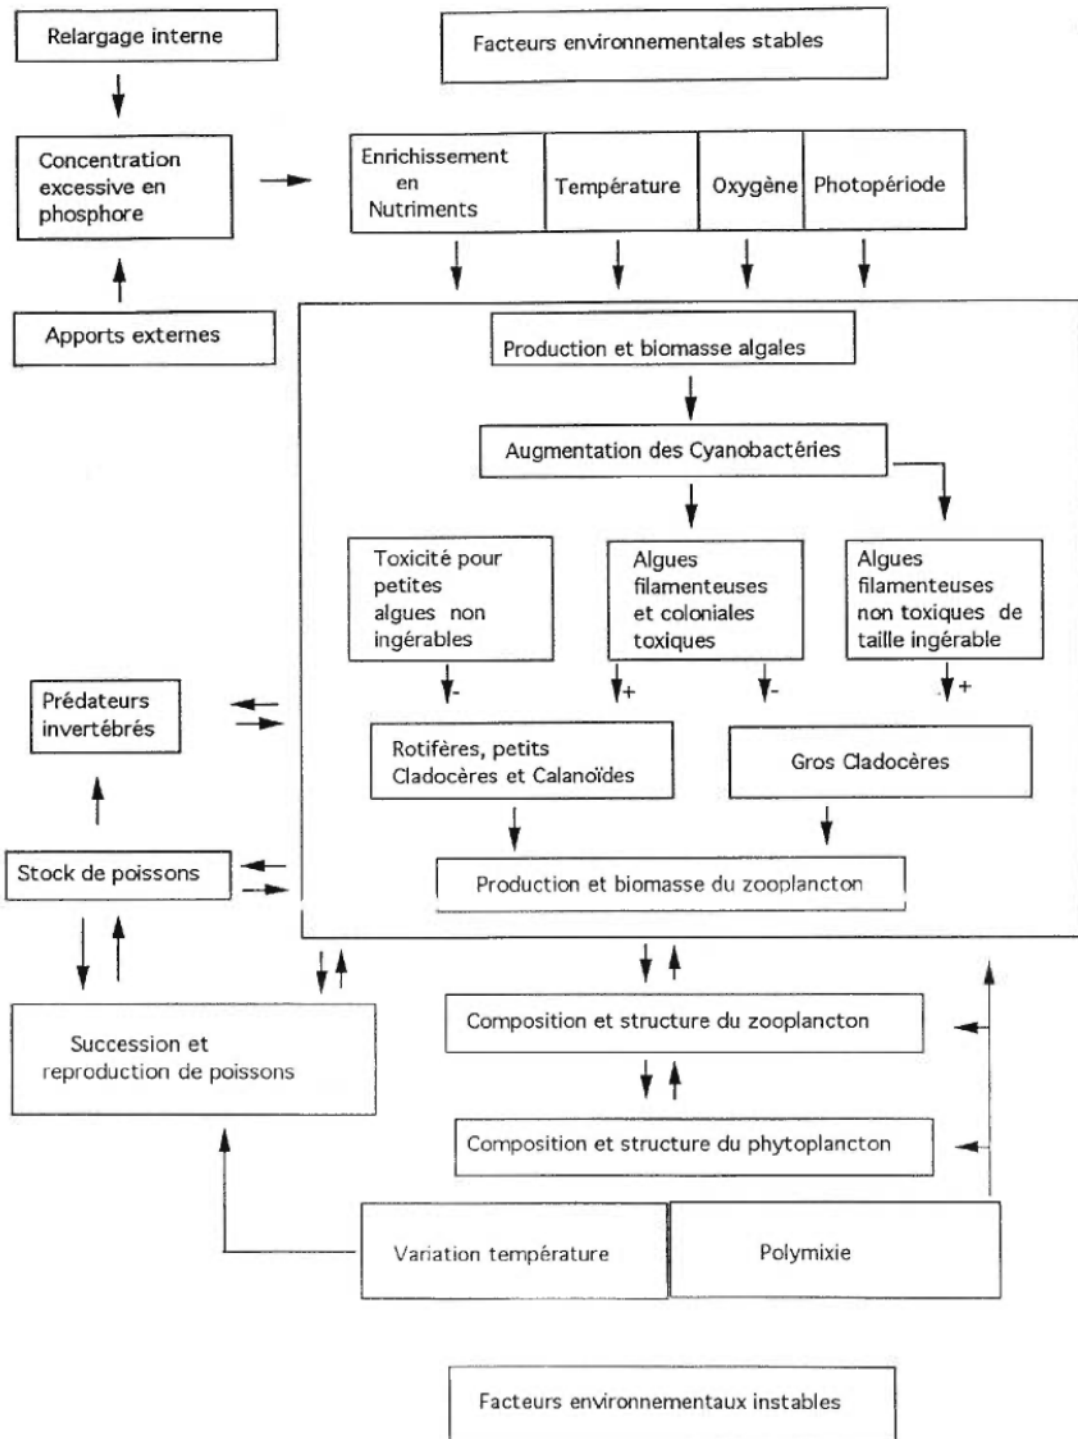 Relargage interne
Facteurs environnementales stables
Concentration
excessive en
phosphore
Enrichissement
en
Nutriments
Température
Oxygène
Photopériode
Apports externes
Production et biomasse algales
Augmentation des Cyanobactéries
Toxicité pour
petites
algues non
ingérables
Algues
filamenteuses
et coloniales
toxiques
Algues
filamenteuses
non toxiques de
taille ingérable
-
+
-
+
Prédateurs
invertébrés
Rotifères, petits
Cladocères et Calanoïdes
Gros Cladocères
Stock de poissons
Production et biomasse du zooplancton
Succession et
reproduction de poissons
Composition et structure du zooplancton
Composition et structure du phytoplancton
Variation température
Polymixie
Facteurs environnementaux instables